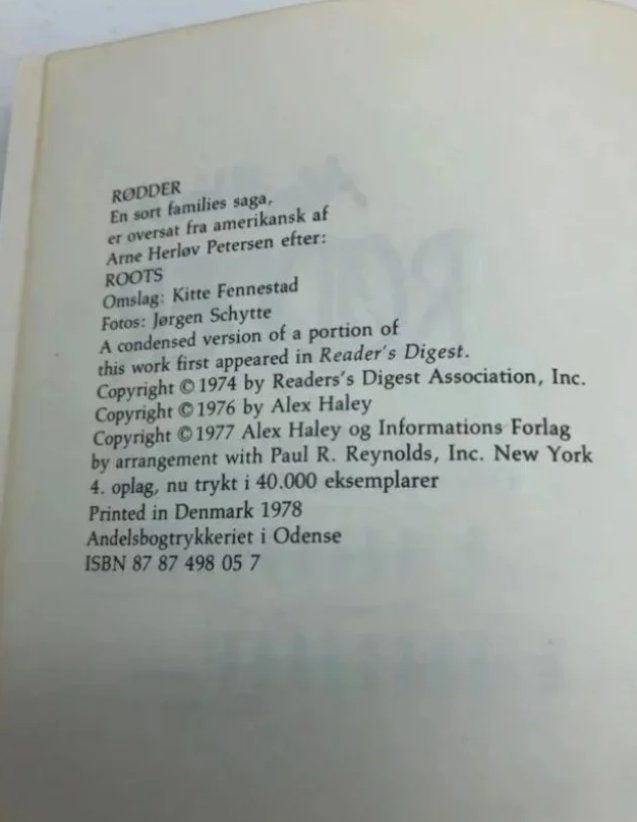 RØDDER
En sort families saga,
er oversat fra amerikansk af
Arne Herløv Petersen efter:
ROOTS
Omslag: Kitte Fennestad
Fotos: Jørgen Schytte
A condensed version of a portion of
this work first appeared in Reader's Digest.
Copyright © 1974 by Readers's Digest Association, Inc.
Copyright © 1976 by Alex Haley
Copyright © 1977 Alex Haley og Informations Forlag
by arrangement with Paul R. Reynolds, Inc. New York
4. oplag, nu trykt i 40.000 eksemplarer
Printed in Denmark 1978
Andelsbogtrykkeriet i Odense
ISBN 87 87 498 05 7